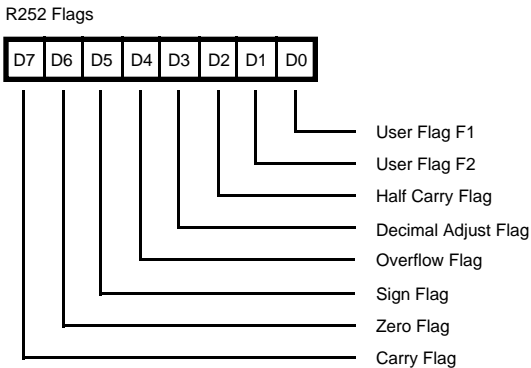 R252 Flags
D7 D6 D5 D4 D3 D2 D1 D0
User Flag F1
User Flag F2
Half Carry Flag
Decimal Adjust Flag
Overflow Flag
Sign Flag
Zero Flag
Carry Flag